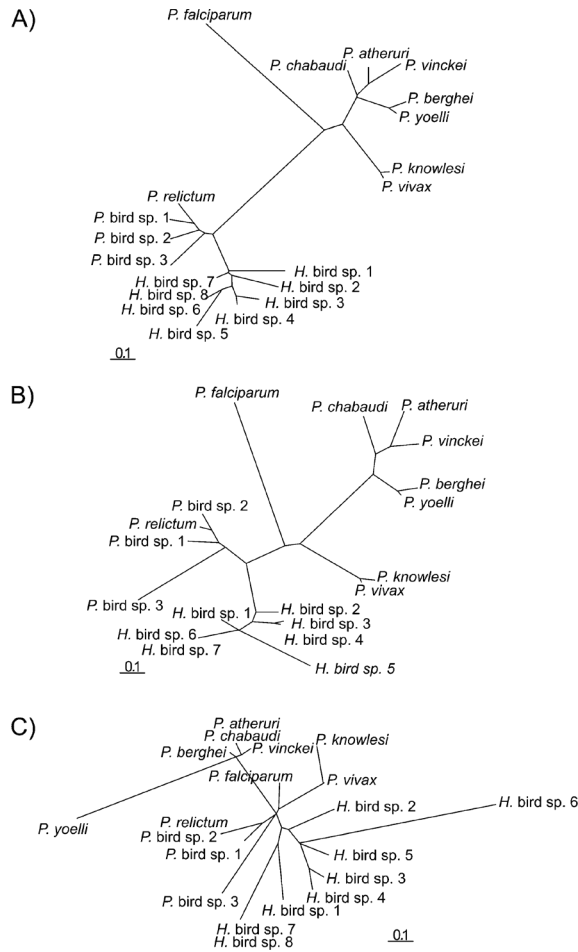 A)
P. falciparum
P. atheruri
P. chabaudi
P. vinckei
P. berghei
P. yoelli
P. knowlesi
P. vivax
P. relictum
P. bird sp. 1
P. bird sp. 2
P. bird sp. 3
H. bird sp. 1
H. bird sp. 7
H. bird sp. 2
H. bird sp. 8
H. bird sp. 3
H. bird sp. 6
H. bird sp. 4
H. bird sp. 5
0.1
B)
P. falciparum
P. chabaudi
P. atheruri
P. vinckei
P. berghei
P. yoelli
P. bird sp. 2
P. relictum
P. bird sp. 1
P. knowlesi
P. vivax
P. bird sp. 3
H. bird sp. 1
H. bird sp. 2
H. bird sp. 3
H. bird sp. 6
H. bird sp. 4
H. bird sp. 7
H. bird sp. 5
0.1
C)
P. atheruri
P. chabaudi
P. knowlesi
P. berghei
P. vinckei
P. falciparum
P. vivax
H. bird sp. 6
H. bird sp. 2
P. relictum
P. yoelli
P. bird sp. 2
P. bird sp. 1
H. bird sp. 5
H. bird sp. 3
P. bird sp. 3
H. bird sp. 4
H. bird sp. 1
H. bird sp. 7
H. bird sp. 8
0.1